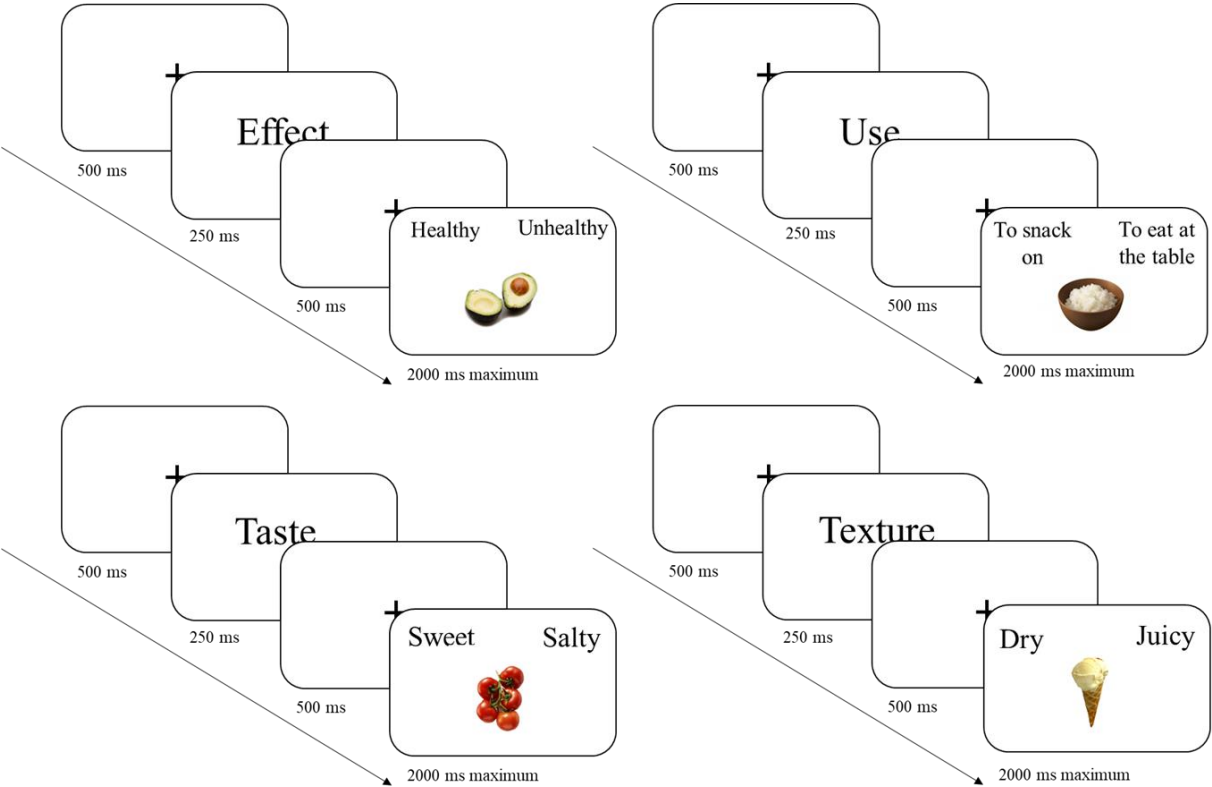 500 ms
Effect
250 ms
500 ms
Healthy Unhealthy
2000 ms maximum
500 ms
Use
250 ms
500 ms
To snack
on
To eat at
the table
2000 ms maximum
500 ms
Taste
250 ms
500 ms
Sweet Salty
2000 ms maximum
500 ms
Texture
250 ms
500 ms
Dry Juicy
2000 ms maximum